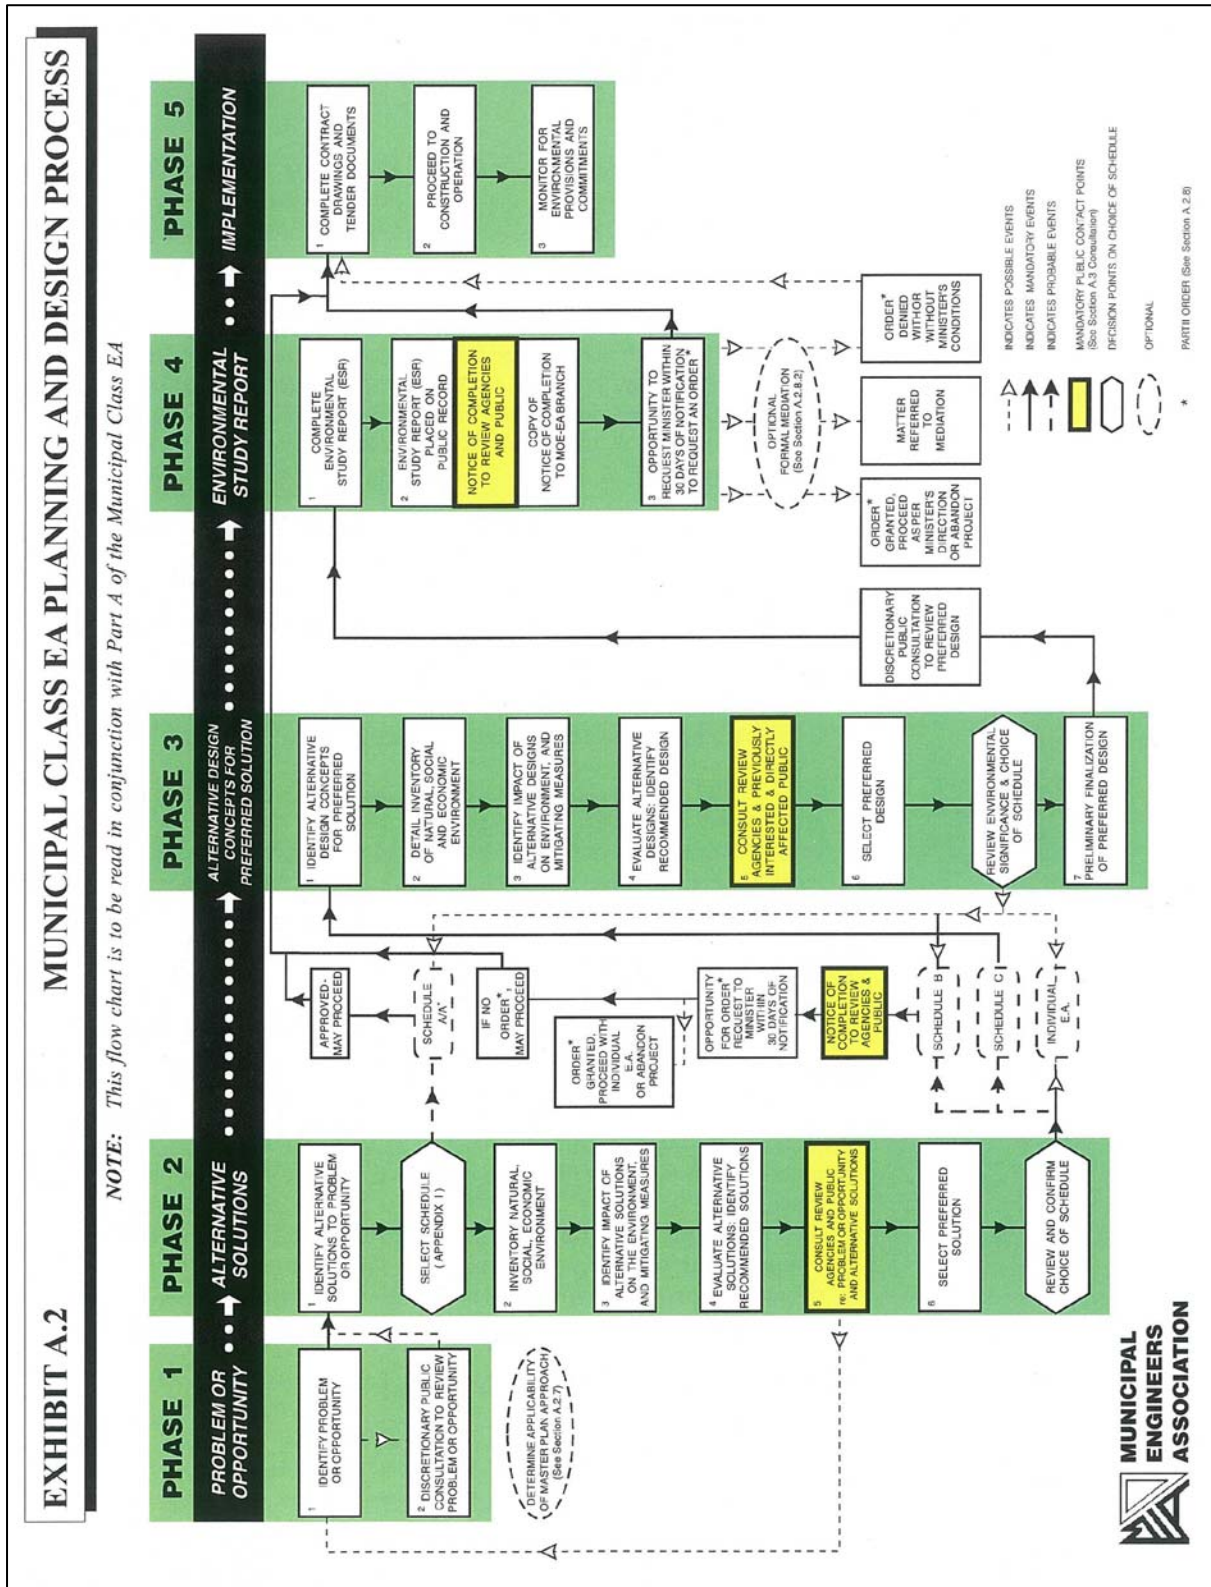 EXHIBIT A.2
MUNICIPAL CLASS EA PLANNING AND DESIGN PROCESS
NOTE: This flow chart is to be read in conjunction with Part A of the Municipal Class EA
PHASE 1
PROBLEM OR
OPPORTUNITY
1 IDENTIFY PROBLEM
OR OPPORTUNITY
2 DISCRETIONARY PUBLIC
CONSULTATION TO REVIEW
PROBLEM OR OPPORTUNITY
DETERMINE APPLICABILITY
OF MASTER PLAN APPROACH
(See Section A.2.7)
PHASE 2
ALTERNATIVE
SOLUTIONS
1 IDENTIFY ALTERNATIVE
SOLUTIONS TO PROBLEM
OR OPPORTUNITY
SELECT SCHEDULE
( APPENDIX I )
2 INVENTORY NATURAL,
SOCIAL, ECONOMIC
ENVIRONMENT
3 IDENTIFY IMPACT OF
ALTERNATIVE SOLUTIONS
ON THE ENVIRONMENT,
AND MITIGATING MEASURES
4 EVALUATE ALTERNATIVE
SOLUTIONS: IDENTIFY
RECOMMENDED SOLUTIONS
5 CONSULT REVIEW
AGENCIES AND PUBLIC
re: PROBLEM OR OPPORTUNITY
AND ALTERNATIVE SOLUTIONS
6 SELECT PREFERRED
SOLUTION
REVIEW AND CONFIRM
CHOICE OF SCHEDULE
APPROVED-
MAY PROCEED
SCHEDULE
A/A+
IF NO
ORDER*,
MAY PROCEED
ORDER*
GRANTED,
PROCEED WITH
INDIVIDUAL
E.A.
OR ABANDON
PROJECT
OPPORTUNITY
FOR ORDER*
REQUEST TO
MINISTER
WITHIN
30 DAYS OF
NOTIFICATION
NOTICE OF
COMPLETION
TO REVIEW
AGENCIES &
PUBLIC
SCHEDULE B
SCHEDULE C
INDIVIDUAL
E.A.
PHASE 3
ALTERNATIVE DESIGN
CONCEPTS FOR
PREFERRED SOLUTION
1 IDENTIFY ALTERNATIVE
DESIGN CONCEPTS
FOR PREFERRED
SOLUTION
2 DETAIL INVENTORY
OF NATURAL, SOCIAL
AND ECONOMIC
ENVIRONMENT
3 IDENTIFY IMPACT OF
ALTERNATIVE DESIGNS
ON ENVIRONMENT, AND
MITIGATING MEASURES
4 EVALUATE ALTERNATIVE
DESIGNS: IDENTIFY
RECOMMENDED DESIGN
5 CONSULT REVIEW
AGENCIES & PREVIOUSLY
INTERESTED & DIRECTLY
AFFECTED PUBLIC
6 SELECT PREFERRED
DESIGN
REVIEW ENVIRONMENTAL
SIGNIFICANCE & CHOICE
OF SCHEDULE
7 PRELIMINARY FINALIZATION
OF PREFERRED DESIGN
DISCRETIONARY
PUBLIC
CONSULTATION
TO REVIEW
PREFERRED
DESIGN
PHASE 4
ENVIRONMENTAL
STUDY REPORT
1 COMPLETE
ENVIRONMENTAL
STUDY REPORT (ESR)
2 ENVIRONMENTAL
STUDY REPORT (ESR)
PLACED ON
PUBLIC RECORD
NOTICE OF COMPLETION
TO REVIEW AGENCIES
AND PUBLIC
COPY OF
NOTICE OF COMPLETION
TO MOE-EA BRANCH
3 OPPORTUNITY TO
REQUEST MINISTER WITHIN
30 DAYS OF NOTIFICATION
TO REQUEST AN ORDER*
OPTIONAL
FORMAL MEDIATION
(See Section A.2.8.2)
ORDER*
GRANTED,
PROCEED
AS PER
MINISTER'S
DIRECTION
OR ABANDON
PROJECT
MATTER
REFERRED
TO
MEDIATION
ORDER*
DENIED
WITH OR
WITHOUT
MINISTER'S
CONDITIONS
PHASE 5
IMPLEMENTATION
1 COMPLETE CONTRACT
DRAWINGS AND
TENDER DOCUMENTS
2 PROCEED TO
CONSTRUCTION AND
OPERATION
3 MONITOR FOR
ENVIRONMENTAL
PROVISIONS AND
COMMITMENTS
INDICATES POSSIBLE EVENTS
INDICATES MANDATORY EVENTS
INDICATES PROBABLE EVENTS
MANDATORY PUBLIC CONTACT POINTS
(See Section A.3 Consultation)
DECISION POINTS ON CHOICE OF SCHEDULE
OPTIONAL
* PART II ORDER (See Section A.2.8)
MUNICIPAL
ENGINEERS
ASSOCIATION